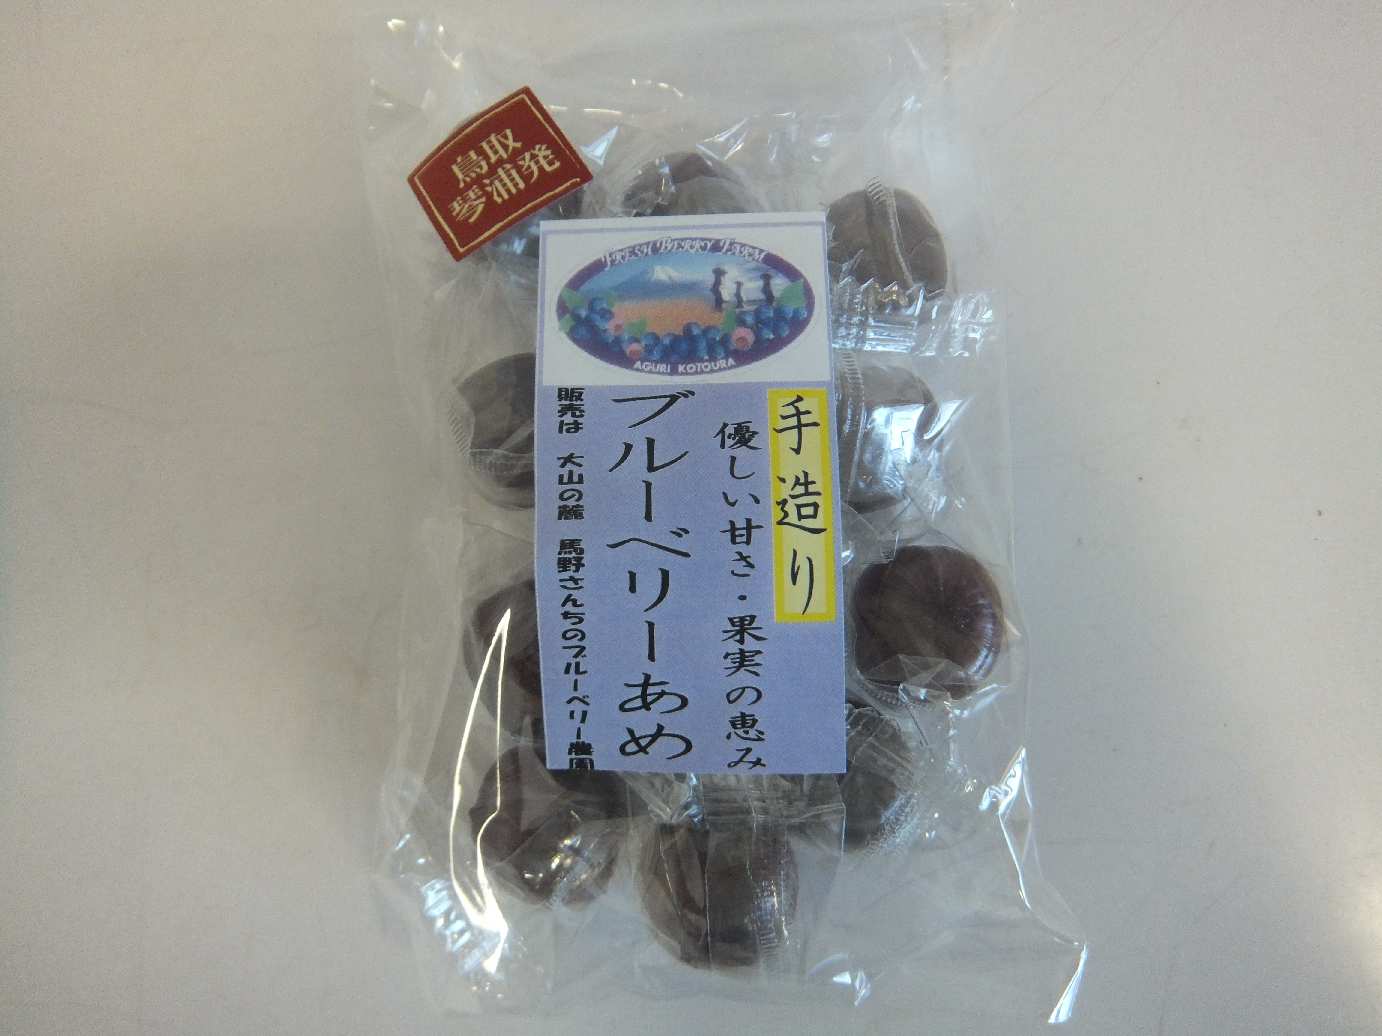 鳥取
琴浦発
FRESH BERRY FARM
AGURI KOTOURA
手造り
優しい甘さ・果実の恵み
ブルーベリーあめ
販売は 大山の麓 馬野さんちのブルーベリー農園